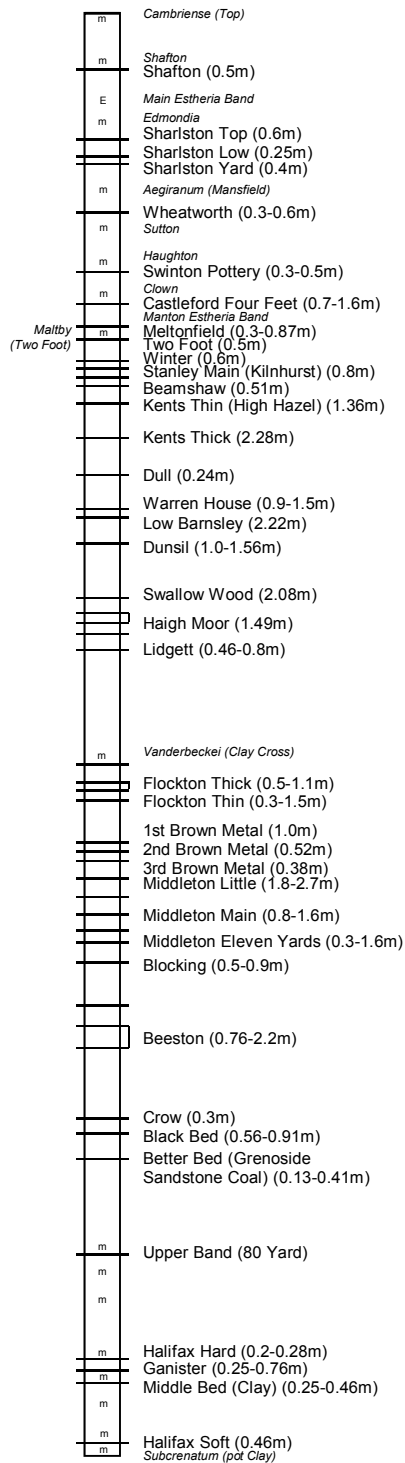 m Cambriense (Top)
m Shafton
Shafton (0.5m)
E Main Estheria Band
m Edmondia
Sharlston Top (0.6m)
Sharlston Low (0.25m)
Sharlston Yard (0.4m)
m Aegiranum (Mansfield)
Wheatworth (0.3-0.6m)
m Sutton
m Haughton
Swinton Pottery (0.3-0.5m)
m Clown
Castleford Four Feet (0.7-1.6m)
Manton Estheria Band
Maltby m Meltonfield (0.3-0.87m)
(Two Foot) Two Foot (0.5m)
Winter (0.6m)
Stanley Main (Kilnhurst) (0.8m)
Beamshaw (0.51m)
Kents Thin (High Hazel) (1.36m)
Kents Thick (2.28m)
Dull (0.24m)
Warren House (0.9-1.5m)
Low Barnsley (2.22m)
Dunsil (1.0-1.56m)
Swallow Wood (2.08m)
Haigh Moor (1.49m)
Lidgett (0.46-0.8m)
m Vanderbeckei (Clay Cross)
Flockton Thick (0.5-1.1m)
Flockton Thin (0.3-1.5m)
1st Brown Metal (1.0m)
2nd Brown Metal (0.52m)
3rd Brown Metal (0.38m)
Middleton Little (1.8-2.7m)
Middleton Main (0.8-1.6m)
Middleton Eleven Yards (0.3-1.6m)
Blocking (0.5-0.9m)
Beeston (0.76-2.2m)
Crow (0.3m)
Black Bed (0.56-0.91m)
Better Bed (Grenoside
Sandstone Coal) (0.13-0.41m)
m
Upper Band (80 Yard)
m
m
m Halifax Hard (0.2-0.28m)
Ganister (0.25-0.76m)
m
Middle Bed (Clay) (0.25-0.46m)
m
m
Halifax Soft (0.46m)
m Subcrenatum (pot Clay)